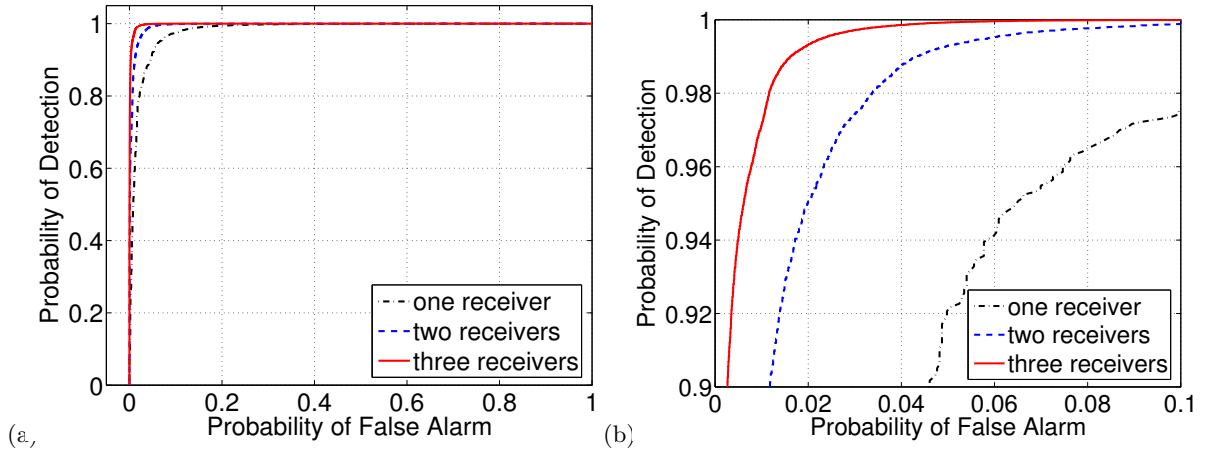 1
0.8
0.6
0.4
0.2
0
Probability of Detection
one receiver
two receivers
three receivers
0 0.2 0.4 0.6 0.8 1
Probability of False Alarm
(a)
1
0.98
0.96
0.94
0.92
0.9
Probability of Detection
one receiver
two receivers
three receivers
0 0.02 0.04 0.06 0.08 0.1
Probability of False Alarm
(b)